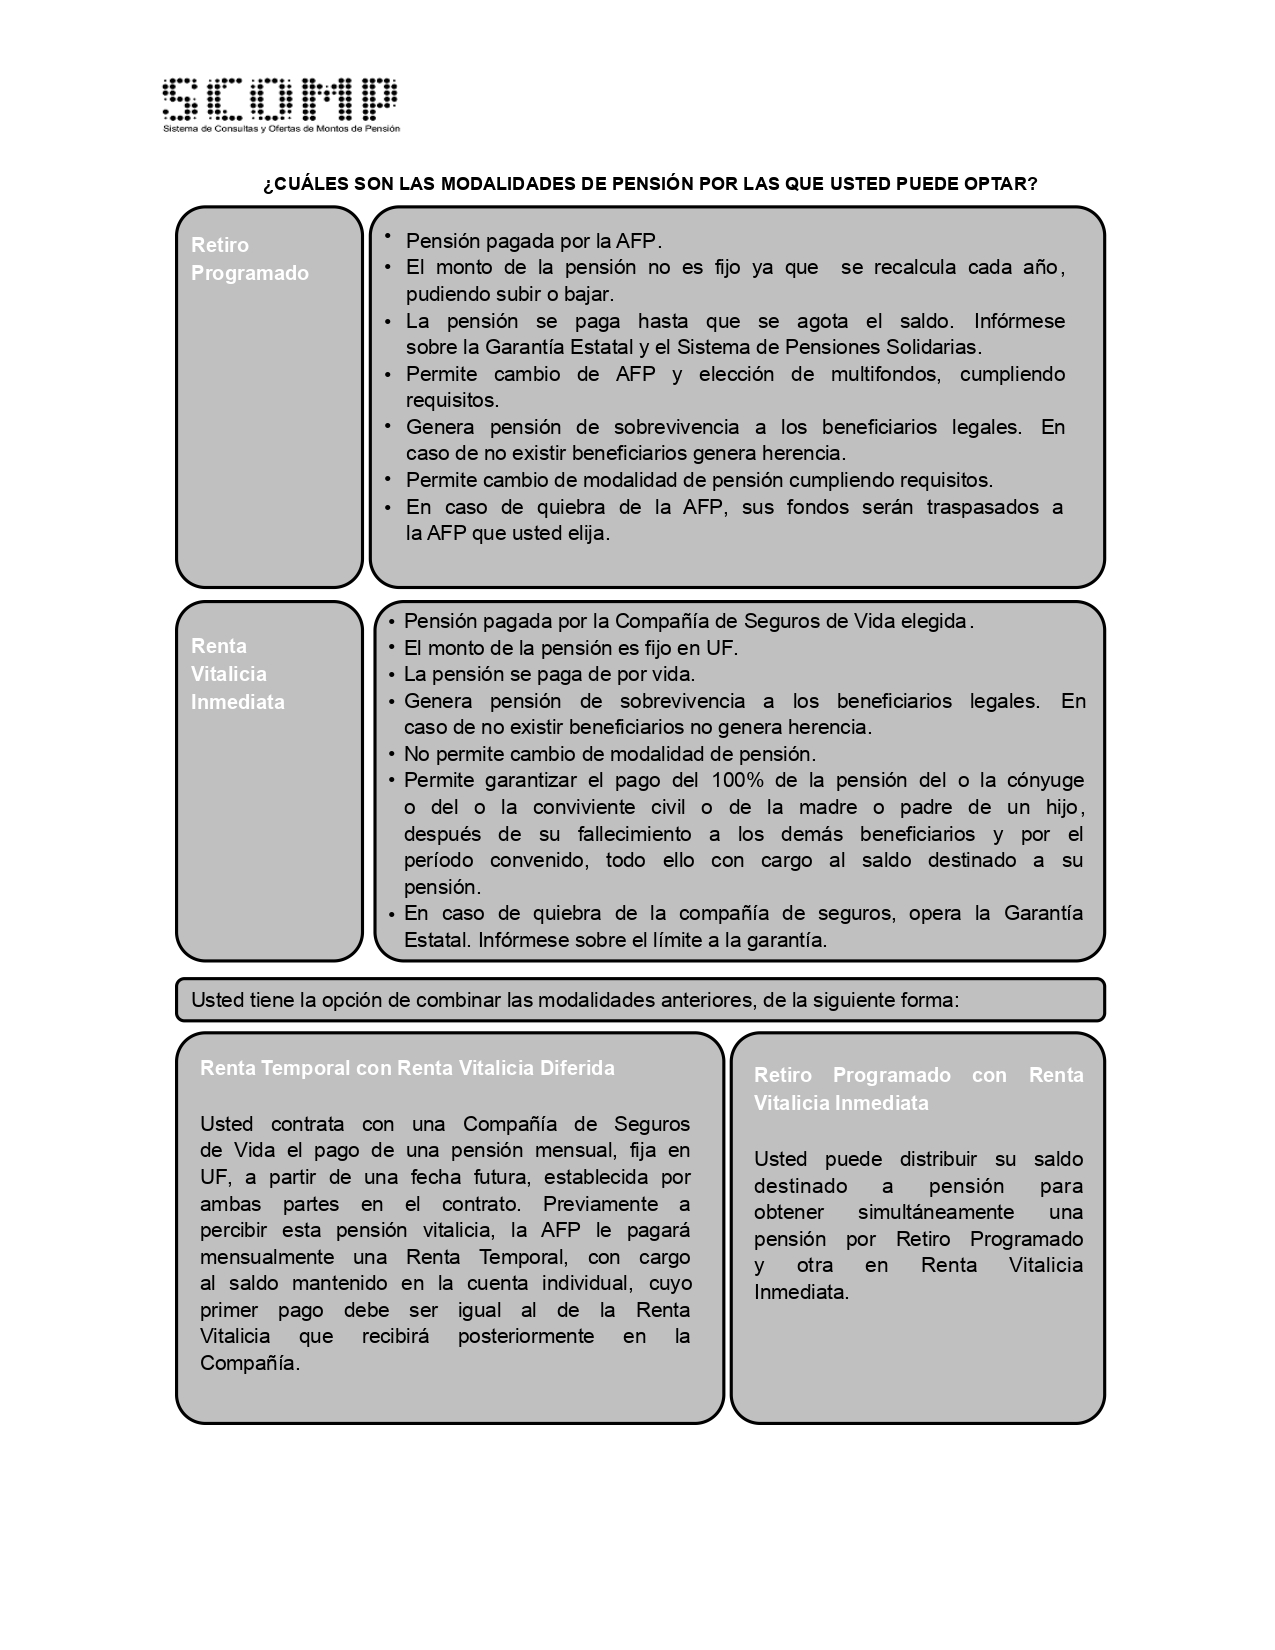 SCOMP
Sistema de Consultas y Ofertas de Montos de Pensión
¿CUÁLES SON LAS MODALIDADES DE PENSIÓN POR LAS QUE USTED PUEDE OPTAR?
Retiro
Programado
• Pensión pagada por la AFP.
• El monto de la pensión no es fijo ya que se recalcula cada año,
pudiendo subir o bajar.
• La pensión se paga hasta que se agota el saldo. Infórmese
sobre la Garantía Estatal y el Sistema de Pensiones Solidarias.
• Permite cambio de AFP y elección de multifondos, cumpliendo
requisitos.
• Genera pensión de sobrevivencia a los beneficiarios legales. En
caso de no existir beneficiarios genera herencia.
• Permite cambio de modalidad de pensión cumpliendo requisitos.
• En caso de quiebra de la AFP, sus fondos serán traspasados a
la AFP que usted elija.
Renta
Vitalicia
Inmediata
• Pensión pagada por la Compañía de Seguros de Vida elegida.
• El monto de la pensión es fijo en UF.
• La pensión se paga de por vida.
• Genera pensión de sobrevivencia a los beneficiarios legales. En
caso de no existir beneficiarios no genera herencia.
• No permite cambio de modalidad de pensión.
• Permite garantizar el pago del 100% de la pensión del o la cónyuge
o del o la conviviente civil o de la madre o padre de un hijo,
después de su fallecimiento a los demás beneficiarios y por el
período convenido, todo ello con cargo al saldo destinado a su
pensión.
• En caso de quiebra de la compañía de seguros, opera la Garantía
Estatal. Infórmese sobre el límite a la garantía.
Usted tiene la opción de combinar las modalidades anteriores, de la siguiente forma:
Renta Temporal con Renta Vitalicia Diferida
Usted contrata con una Compañía de Seguros
de Vida el pago de una pensión mensual, fija en
UF, a partir de una fecha futura, establecida por
ambas partes en el contrato. Previamente a
percibir esta pensión vitalicia, la AFP le pagará
mensualmente una Renta Temporal, con cargo
al saldo mantenido en la cuenta individual, cuyo
primer pago debe ser igual al de la Renta
Vitalicia que recibirá posteriormente en la
Compañía.
Retiro Programado con Renta
Vitalicia Inmediata
Usted puede distribuir su saldo
destinado a pensión para
obtener simultáneamente una
pensión por Retiro Programado
y otra en Renta Vitalicia
Inmediata.